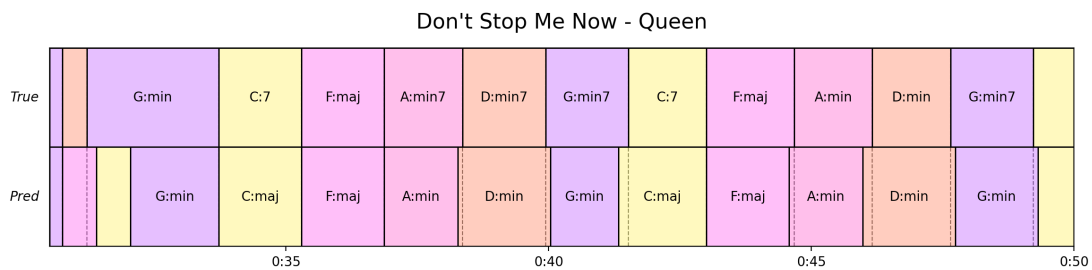 Don't Stop Me Now - Queen
True G:min C:7 F:maj A:min7 D:min7 G:min7 C:7 F:maj A:min D:min G:min7
Pred G:min C:maj F:maj A:min D:min G:min C:maj F:maj A:min D:min G:min
0:35 0:40 0:45 0:50